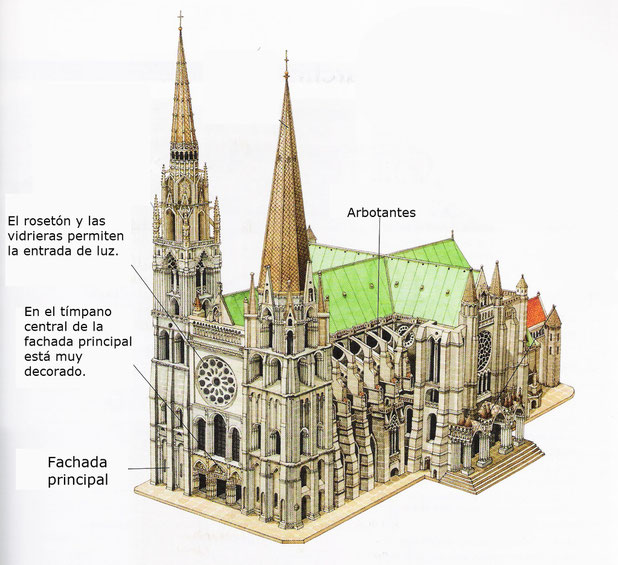 El rosetón y las
vidrieras permiten
la entrada de luz.
Arbotantes
En el tímpano
central de la
fachada principal
está muy
decorado.
Fachada
principal